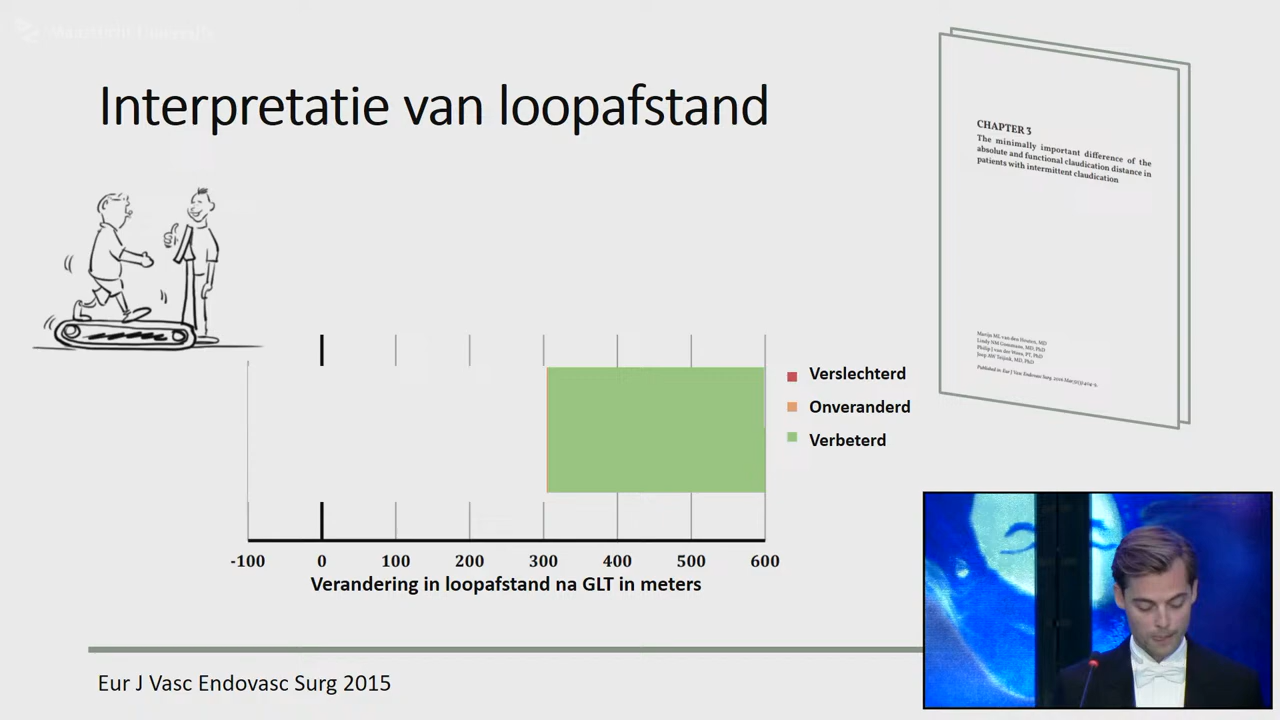 Maastricht University
Interpretatie van loopafstand
CHAPTER 3
The minimally important difference of the
absolute and functional claudication distance in
patients with intermittent claudication
Verslechterd
Onveranderd
Verbeterd
-100 0 100 200 300 400 500 600
Verandering in loopafstand na GLT in meters
Eur J Vasc Endovasc Surg 2015